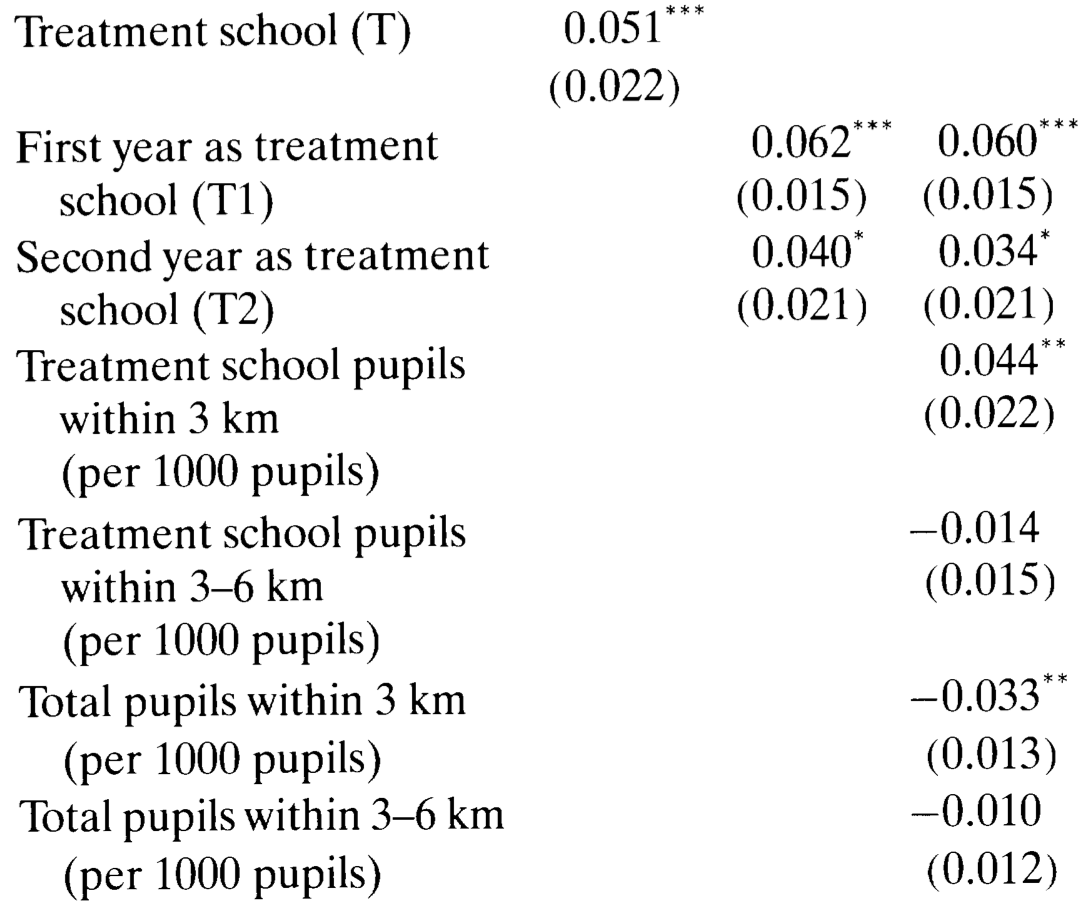 Treatment school (T) 0.051***
(0.022)
First year as treatment 0.062*** 0.060***
school (T1) (0.015) (0.015)
Second year as treatment 0.040* 0.034*
school (T2) (0.021) (0.021)
Treatment school pupils 0.044**
within 3 km (0.022)
(per 1000 pupils)
Treatment school pupils −0.014
within 3–6 km (0.015)
(per 1000 pupils)
Total pupils within 3 km −0.033**
(per 1000 pupils) (0.013)
Total pupils within 3–6 km −0.010
(per 1000 pupils) (0.012)